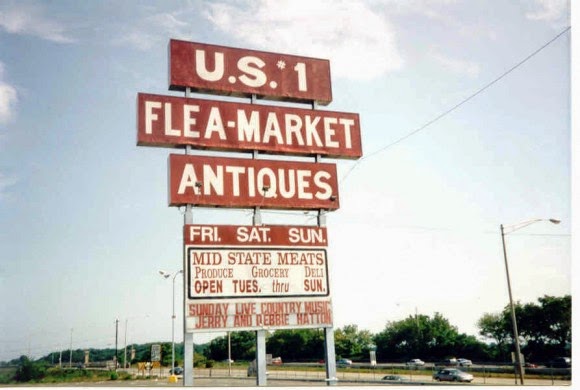 U.S. #1
FLEA-MARKET
ANTIQUES
FRI. SAT. SUN.
MID STATE MEATS
PRODUCE GROCERY DELI
OPEN TUES. thru SUN.
SUNDAY LIVE COUNTRY MUSIC
JERRY AND DEBBIE HATTON